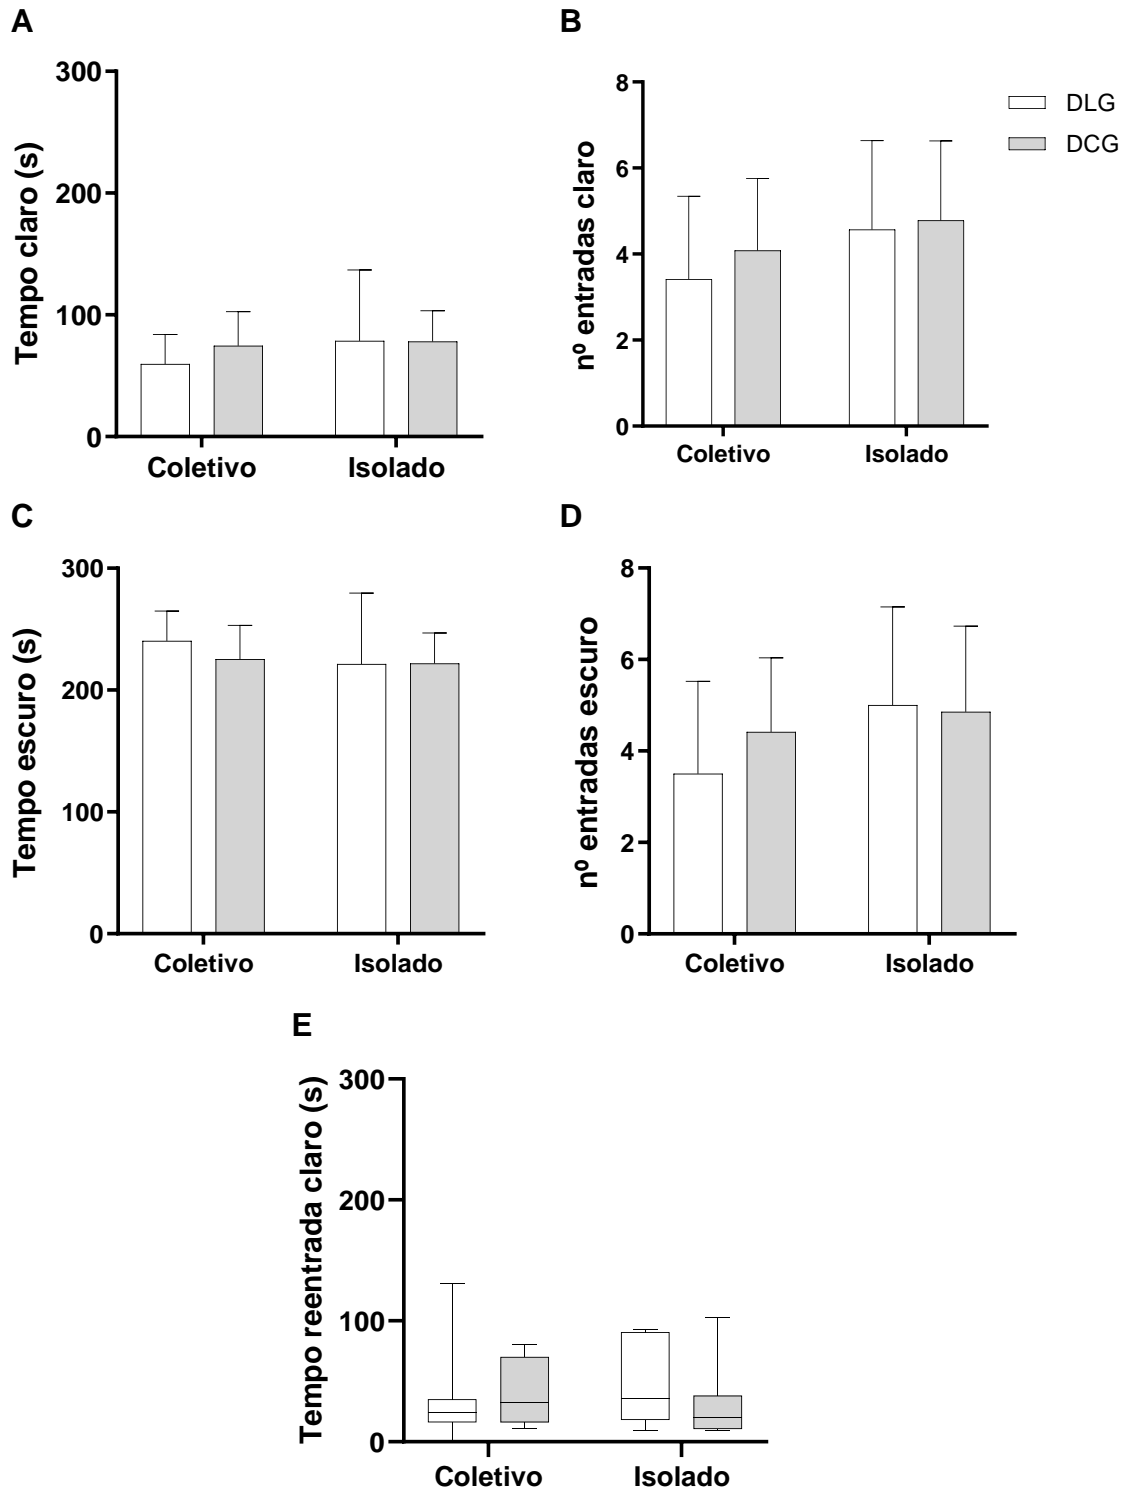 A
Tempo claro (s)
300
200
100
0
Coletivo
Isolado
B
nº entradas claro
8
6
4
2
0
Coletivo
Isolado
DLG
DCG
C
Tempo escuro (s)
300
200
100
0
Coletivo
Isolado
D
nº entradas escuro
8
6
4
2
0
Coletivo
Isolado
E
Tempo reentrada claro (s)
300
200
100
0
Coletivo
Isolado